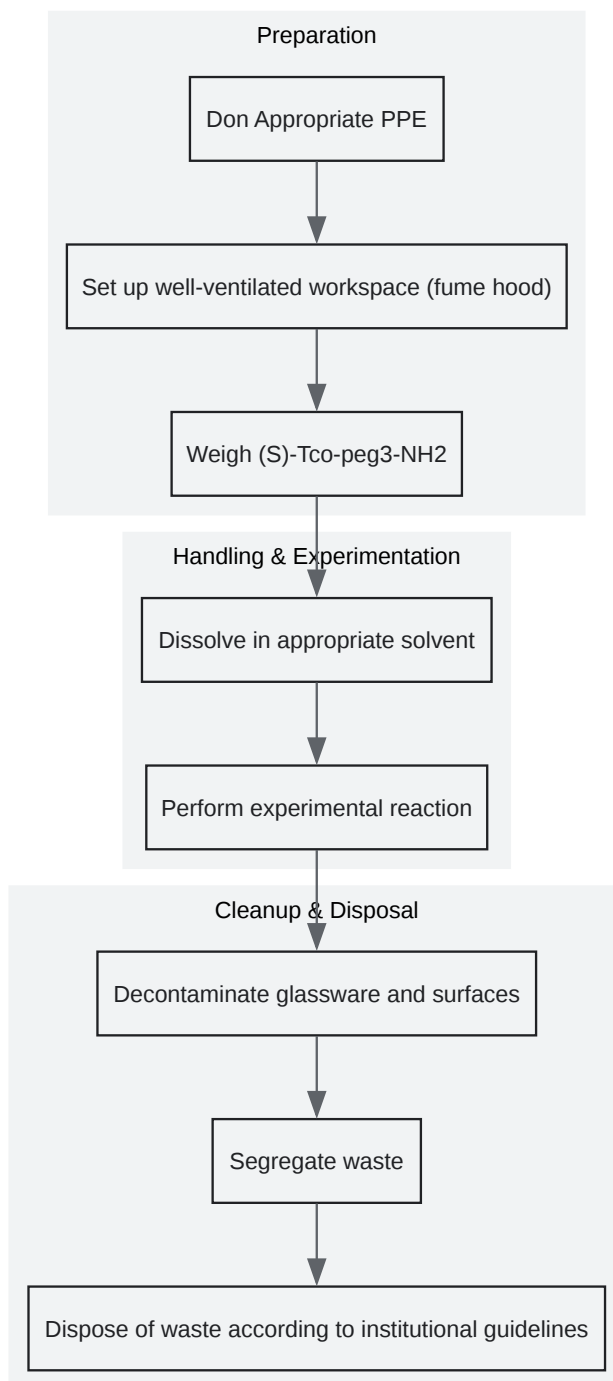 Preparation
Don Appropriate PPE
Set up well-ventilated workspace (fume hood)
Weigh (S)-Tco-peg3-NH2
Handling & Experimentation
Dissolve in appropriate solvent
Perform experimental reaction
Cleanup & Disposal
Decontaminate glassware and surfaces
Segregate waste
Dispose of waste according to institutional guidelines